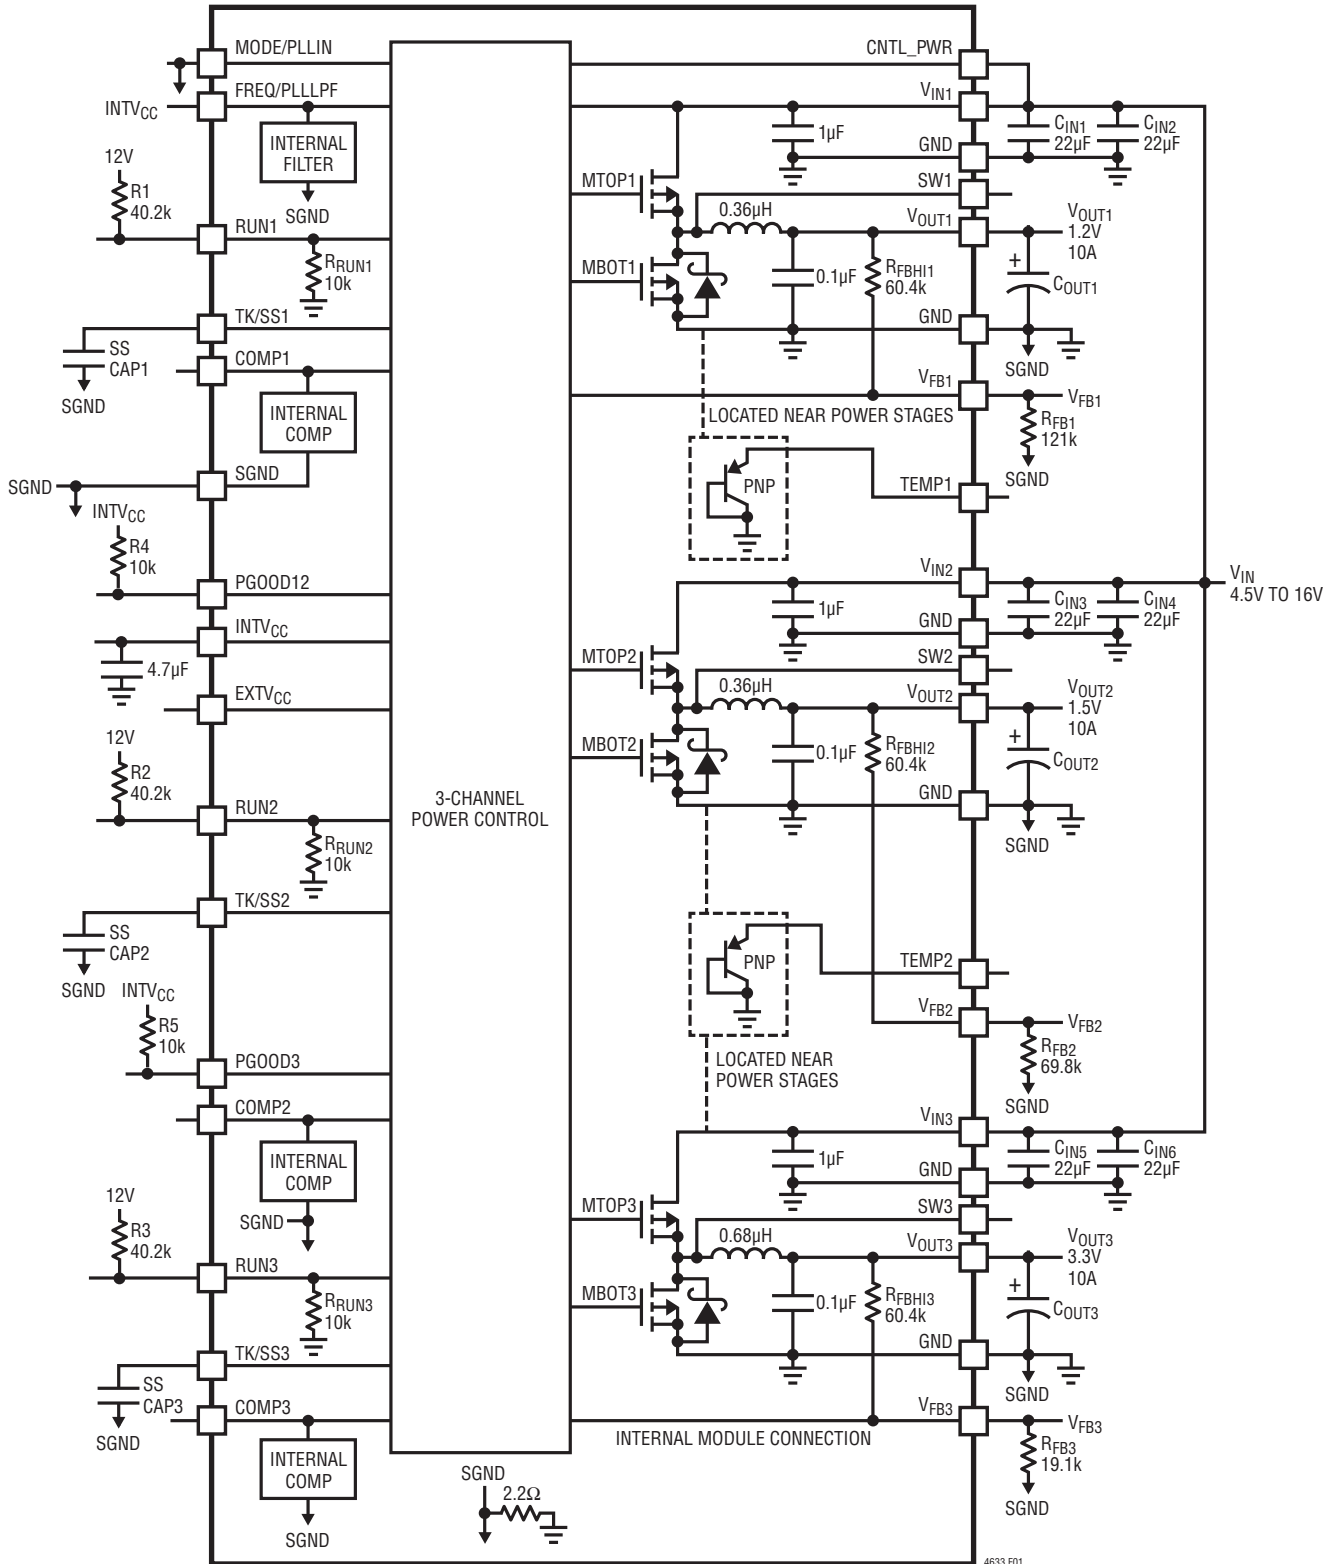 MODE/PLLIN
CNTL_PWR
FREQ/PLLLPF
VIN1
INTVCC
INTERNAL
FILTER
SGND
1µF
CIN1
22µF
CIN2
22µF
GND
12V
R1
40.2k
MTOP1
SW1
0.36µH
VOUT1
VOUT1
1.2V
10A
RUN1
RRUN1
10k
MBOT1
0.1µF
RFBHI1
60.4k
+
COUT1
TK/SS1
GND
SS
CAP1
SGND
SGND
COMP1
INTERNAL
COMP
VFB1
VFB1
LOCATED NEAR POWER STAGES
RFB1
121k
SGND
SGND
SGND
PNP
TEMP1
INTVCC
R4
10k
PGOOD12
VIN2
VIN
4.5V TO 16V
1µF
CIN3
22µF
CIN4
22µF
GND
INTVCC
4.7µF
MTOP2
SW2
0.36µH
EXTVCC
VOUT2
VOUT2
1.5V
10A
12V
R2
40.2k
MBOT2
0.1µF
RFBHI2
60.4k
+
COUT2
GND
SGND
RUN2
3-CHANNEL
POWER CONTROL
RRUN2
10k
TK/SS2
SS
CAP2
SGND
PNP
TEMP2
INTVCC
R5
10k
VFB2
VFB2
RFB2
69.8k
SGND
PGOOD3
LOCATED NEAR
POWER STAGES
COMP2
INTERNAL
COMP
SGND
VIN3
1µF
CIN5
22µF
CIN6
22µF
GND
12V
R3
40.2k
MTOP3
SW3
0.68µH
VOUT3
VOUT3
3.3V
10A
RUN3
RRUN3
10k
MBOT3
0.1µF
RFBHI3
60.4k
+
COUT3
GND
SGND
TK/SS3
SS
CAP3
SGND
COMP3
INTERNAL
COMP
SGND
VFB3
VFB3
INTERNAL MODULE CONNECTION
RFB3
19.1k
SGND
SGND
2.2Ω
4633 F01